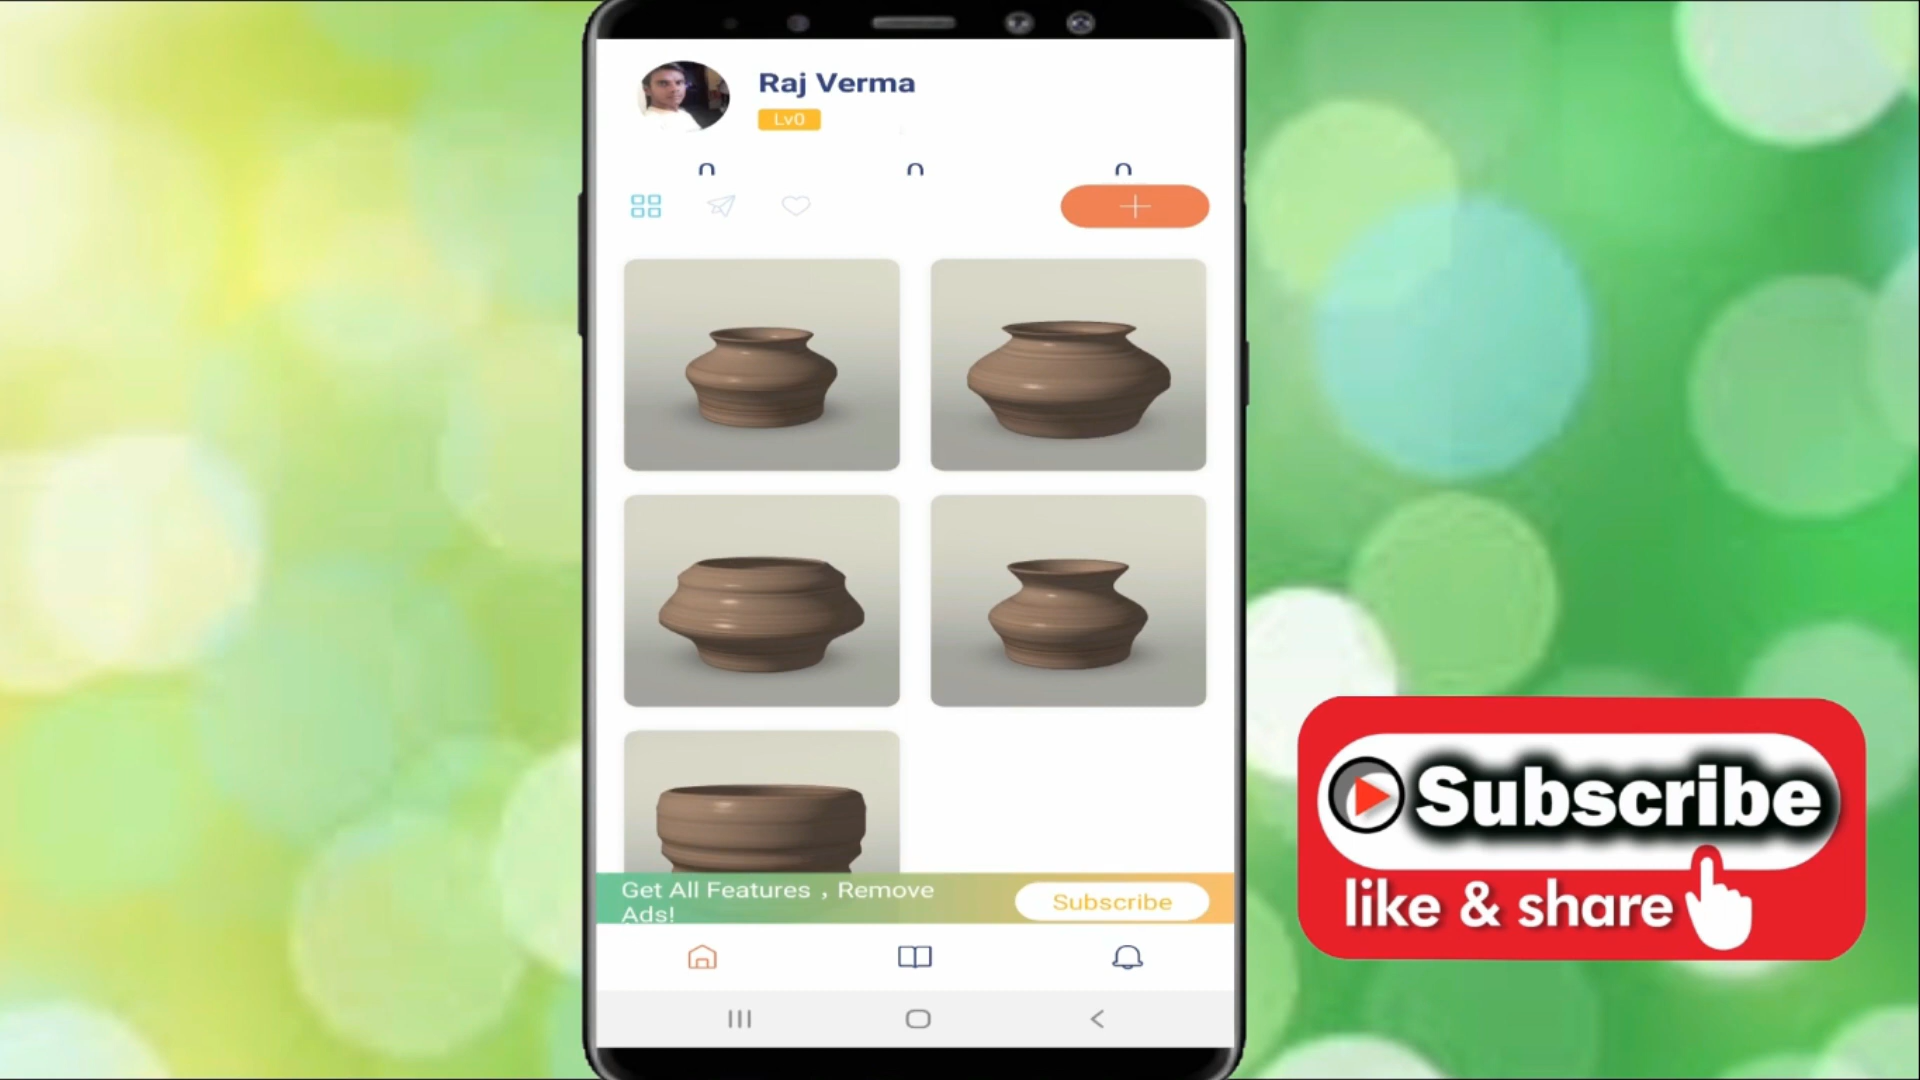 Raj Verma
Lv0
Get All Features , Remove
Ads!
Subscribe
Subscribe
like & share